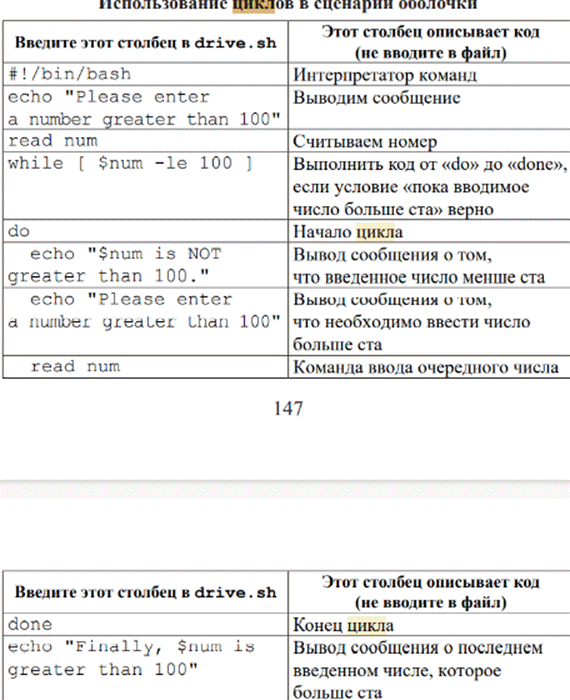 Использование циклов в сценарии оболочки
Введите этот столбец в drive.sh
Этот столбец описывает код
(не вводите в файл)
#!/bin/bash
Интерпретатор команд
echo "Please enter
a number greater than 100"
Выводим сообщение
read num
Считываем номер
while [ $num -le 100 ]
Выполнить код от «do» до «done»,
если условие «пока вводимое
число больше ста» верно
do
Начало цикла
echo "$num is NOT
greater than 100."
Вывод сообщения о том,
что введенное число менше ста
echo "Please enter
a number greater than 100"
Вывод сообщения о том,
что необходимо ввести число
больше ста
read num
Команда ввода очередного числа
147
Введите этот столбец в drive.sh
Этот столбец описывает код
(не вводите в файл)
done
Конец цикла
echo "Finally, $num is
greater than 100"
Вывод сообщения о последнем
введенном числе, которое
больше ста